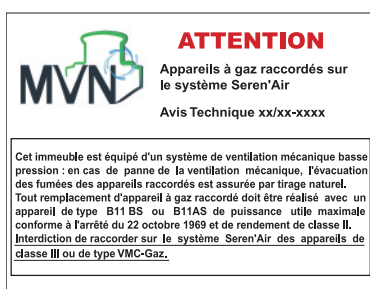 ATTENTION
MVN
Appareils à gaz raccordés sur
le système Seren'Air
Avis Technique xx/xx-xxxx
Cet immeuble est équipé d'un système de ventilation mécanique basse
pression : en cas de panne de la ventilation mécanique, l'évacuation
des fumées des appareils raccordés est assurée par tirage naturel.
Tout remplacement d'appareil à gaz raccordé doit être réalisé avec un
appareil de type B11 BS ou B11AS de puissance utile maximale
conforme à l'arrêté du 22 octobre 1969 et de rendement de classe II.
Interdiction de raccorder sur le système Seren'Air des appareils de
classe III ou de type VMC-Gaz.